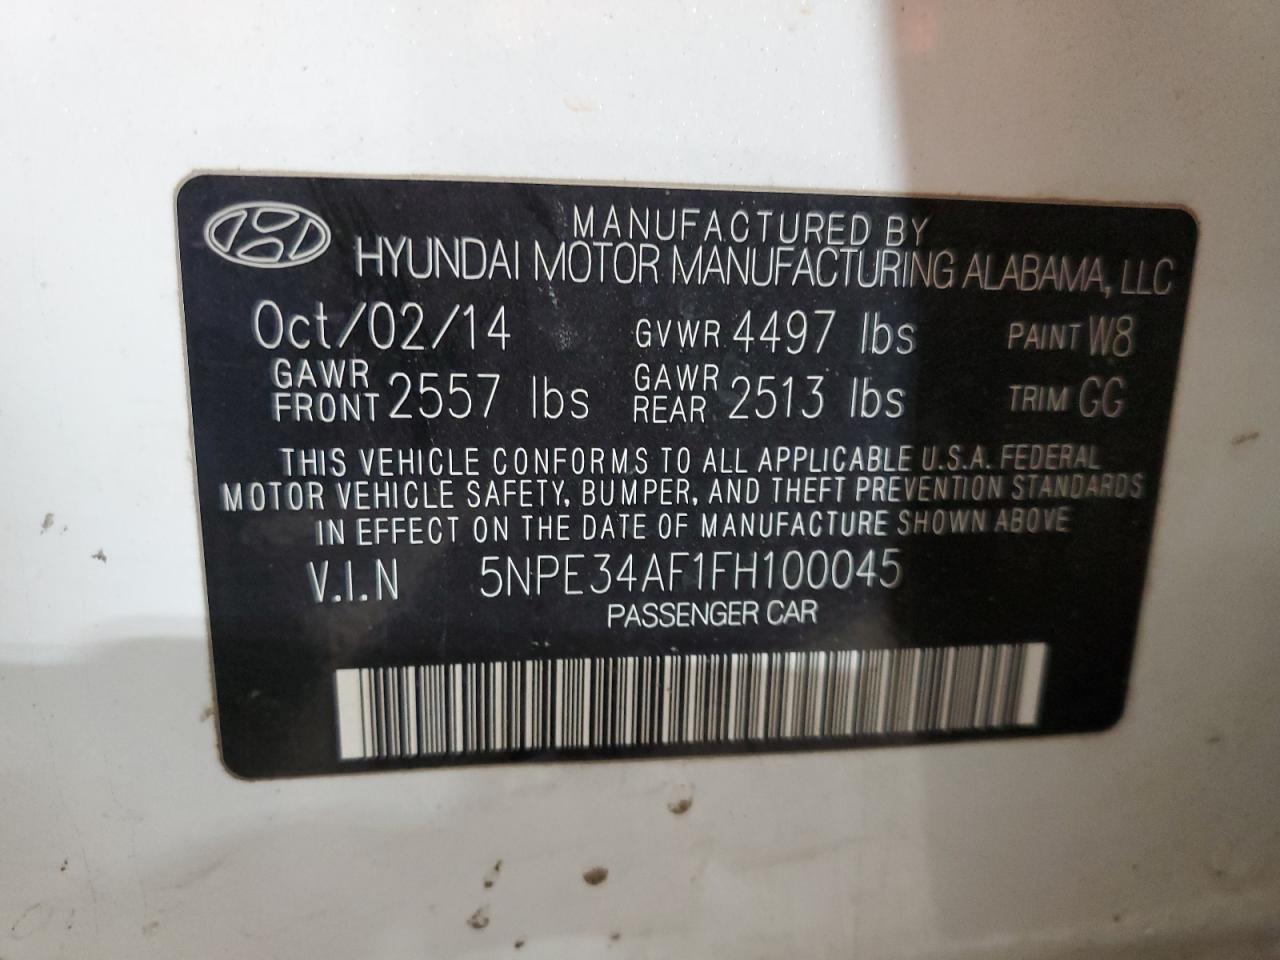 MANUFACTURED BY
HYUNDAI MOTOR MANUFACTURING ALABAMA, LLC
Oct/02/14 GVWR 4497 lbs PAINT W8
GAWR FRONT 2557 lbs GAWR REAR 2513 lbs TRIM GG
THIS VEHICLE CONFORMS TO ALL APPLICABLE U.S.A. FEDERAL
MOTOR VEHICLE SAFETY, BUMPER, AND THEFT PREVENTION STANDARDS
IN EFFECT ON THE DATE OF MANUFACTURE SHOWN ABOVE
V.I.N 5NPE34AF1FH100045
PASSENGER CAR